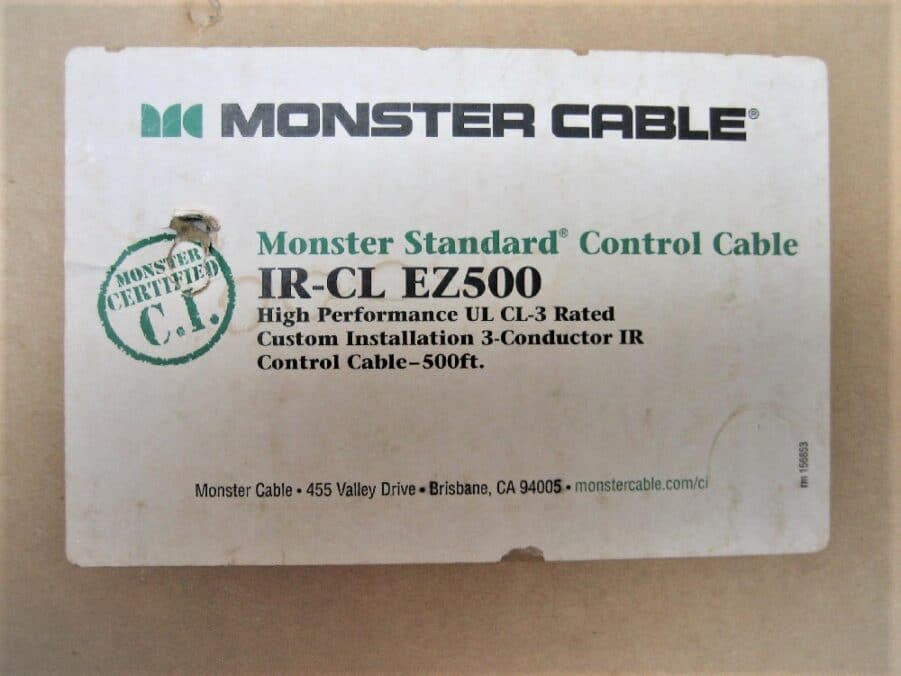 MONSTER CABLE®
MONSTER
CERTIFIED
C.I.
Monster Standard® Control Cable
IR-CL EZ500
High Performance UL CL-3 Rated
Custom Installation 3-Conductor IR
Control Cable–500ft.
Monster Cable • 455 Valley Drive • Brisbane, CA 94005 • monstercable.com/ci
rm 156853